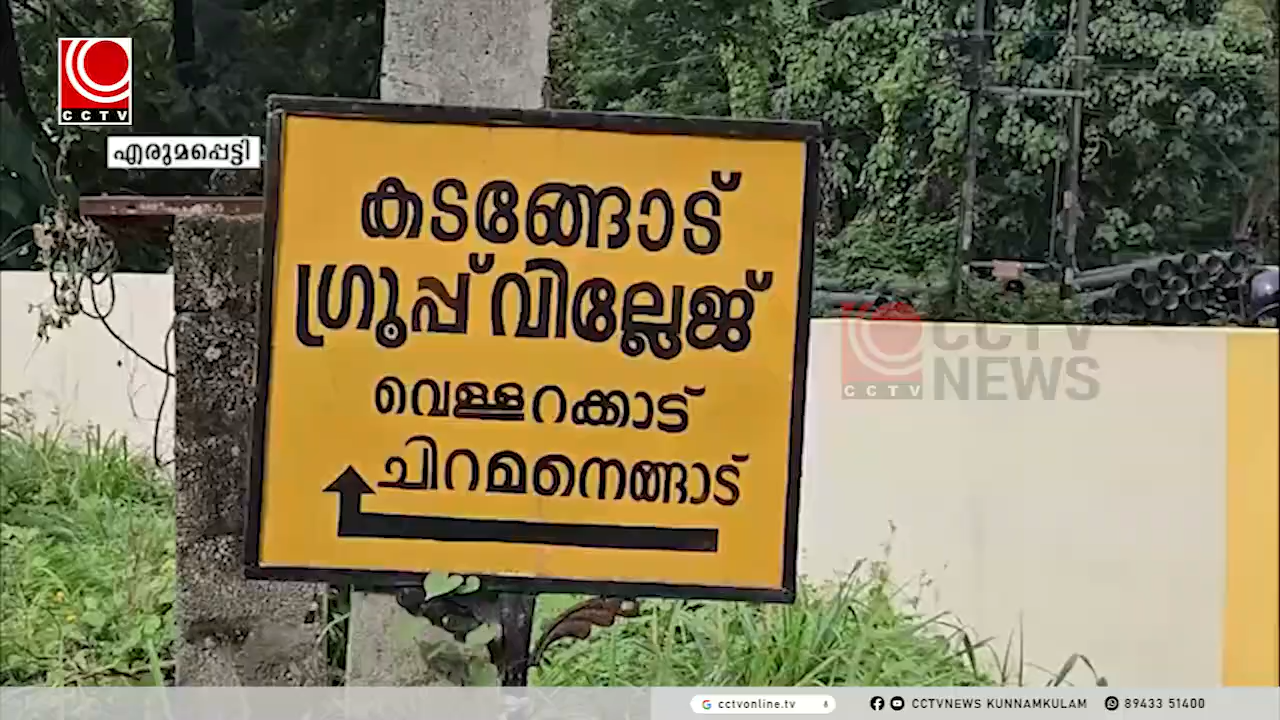 CCTV
എരുമപ്പെട്ടി
കടങ്ങോട്
ഗ്രൂപ്പ് വില്ലേജ്
വെള്ളറക്കാട്
ചിറമനെങ്ങാട്
CCTV
CCTV
NEWS
cctvonline.tv
CCTVNEWS KUNNAMKULAM
89433 51400